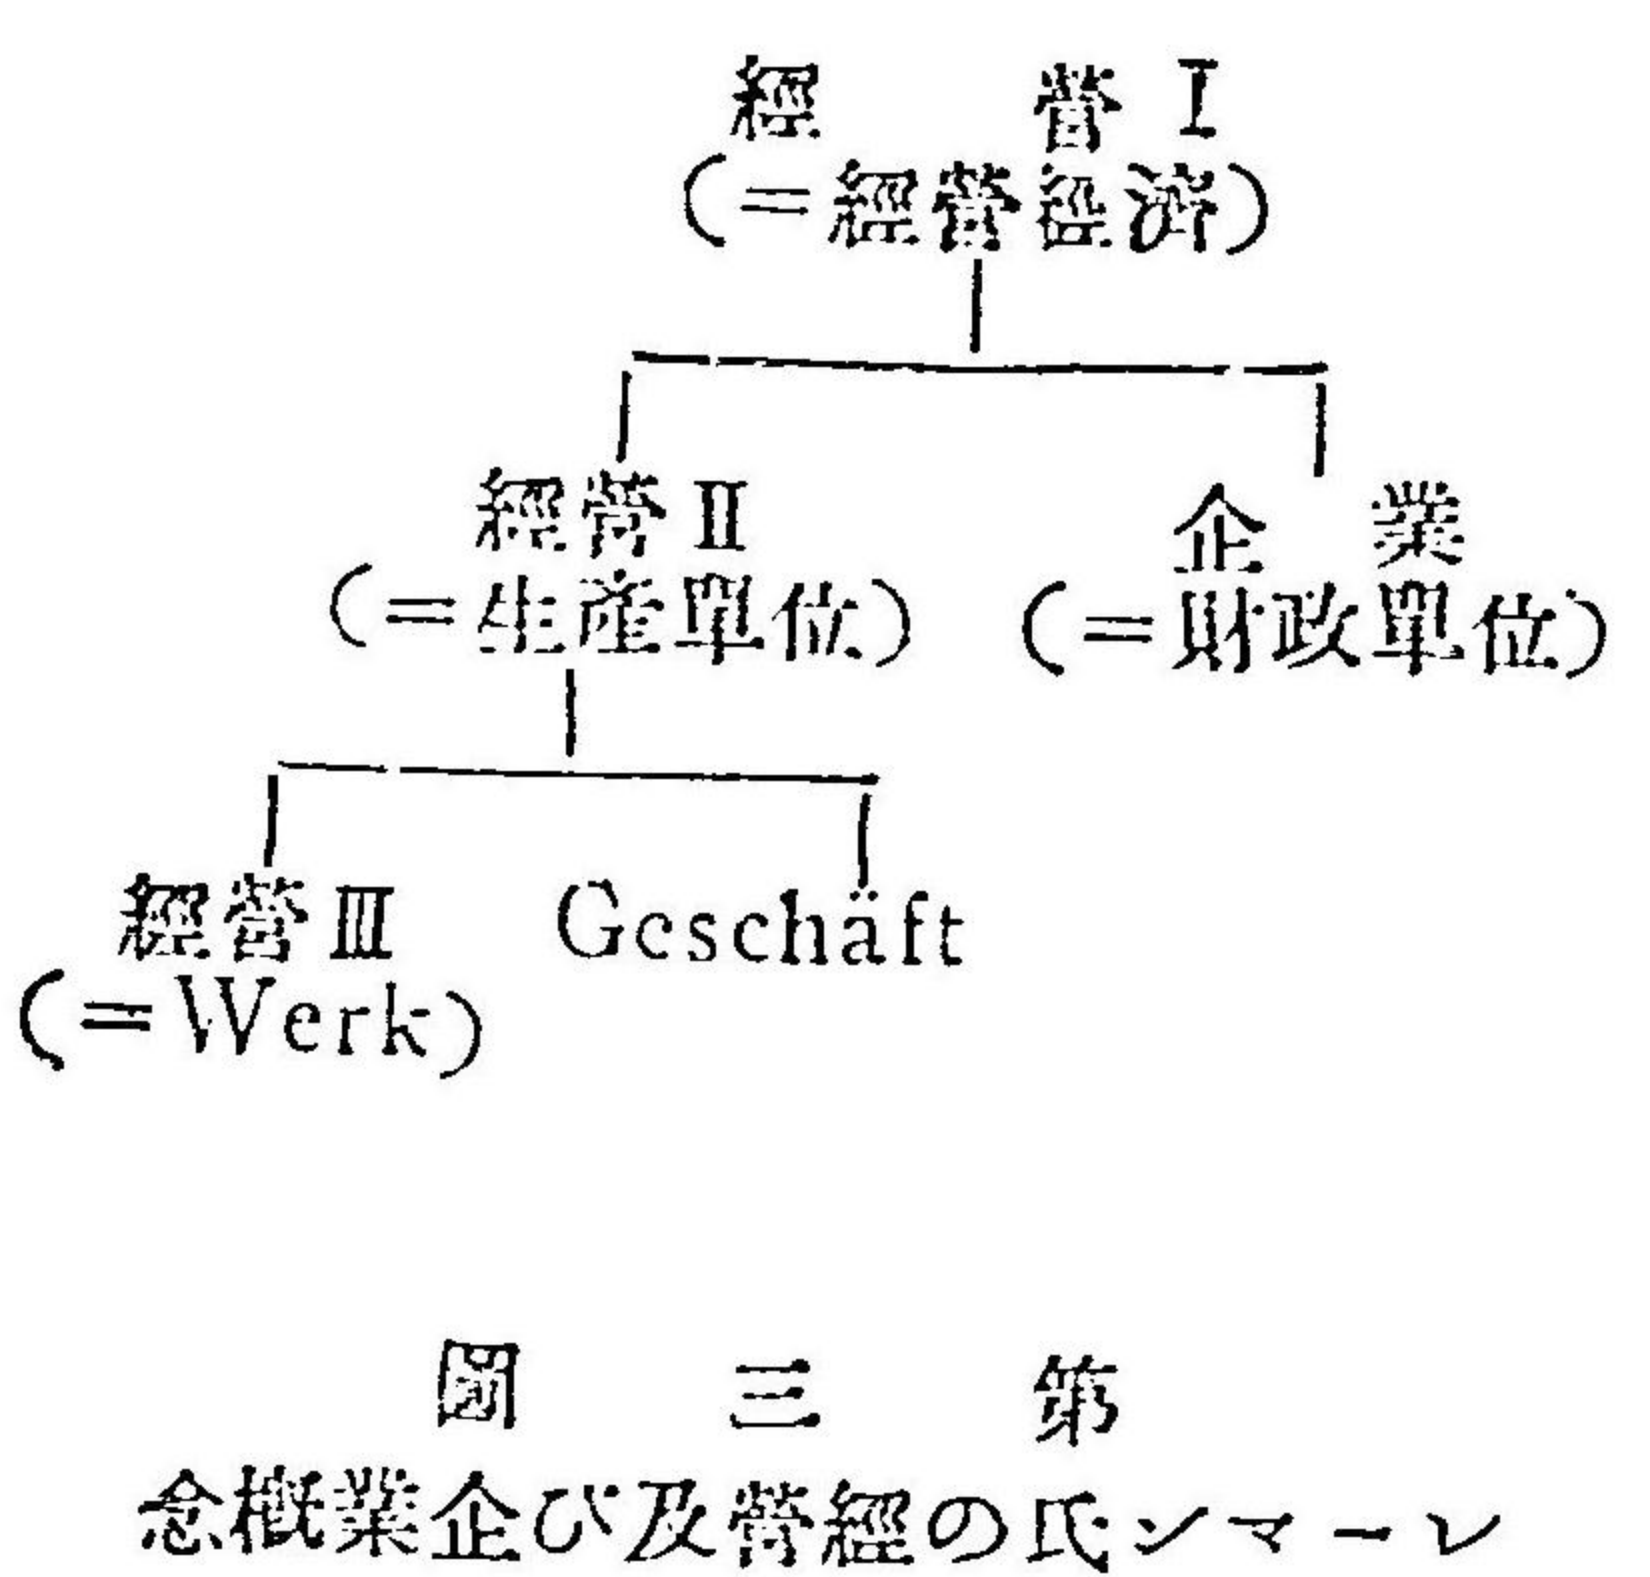 經營 I
(=經營經濟)
經營 II
(=生產單位)
企業
(=財政單位)
經營 III
(=Werk)
Geschäft
第三圖
レーマン氏の經營及び企業概念